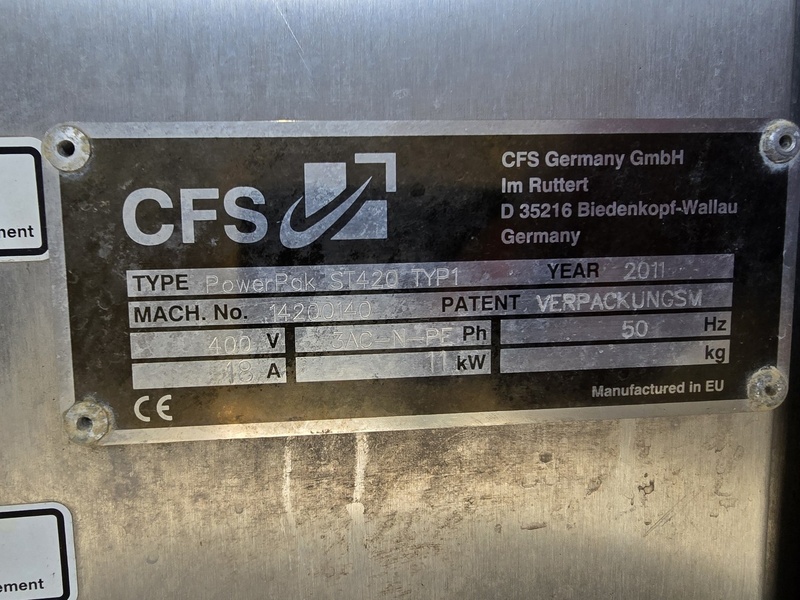 CFS
CFS Germany GmbH
Im Ruttert
D 35216 Biedenkopf-Wallau
Germany
TYPE PowerPak ST420 TYP1 YEAR 2011
MACH. No. 14200140 PATENT VERPACKUNGSM
400 V 3AC-N-PE Ph 50 Hz
18 A 11 kW kg
CE
Manufactured in EU
ment
ement